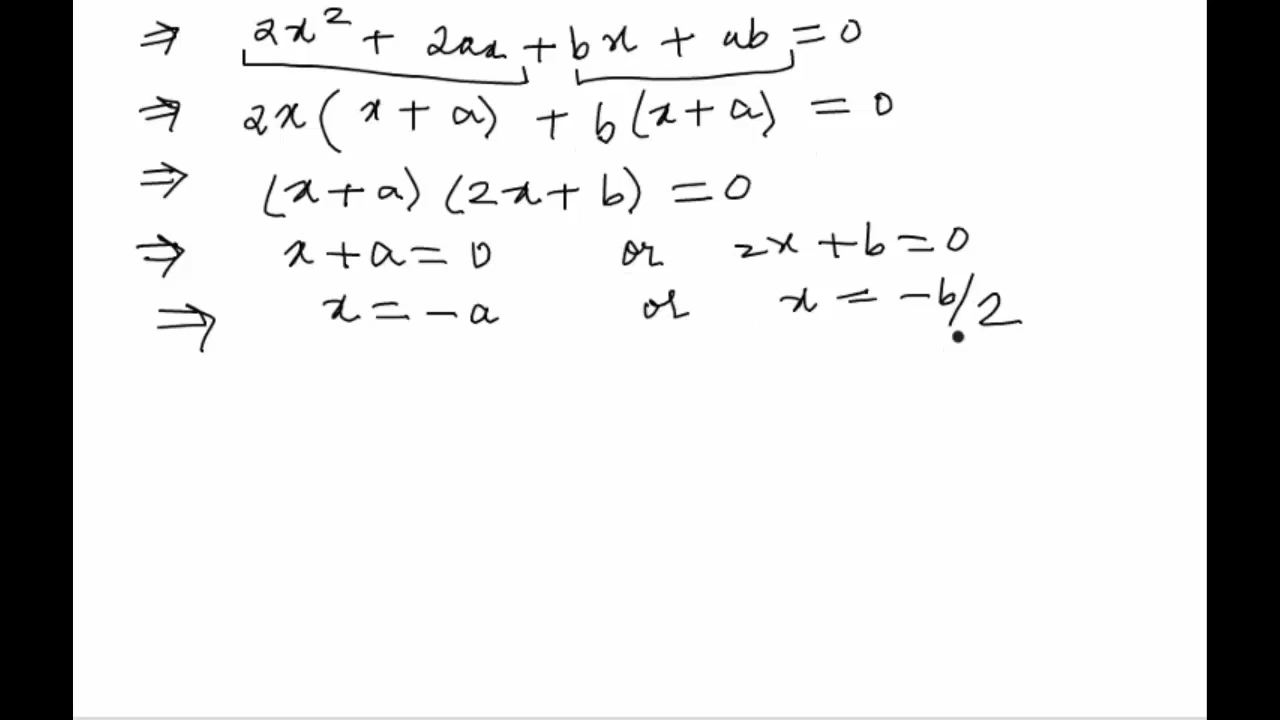 ⇒ 2x² + 2ax + bx + ab = 0
⇒ 2x(x + a) + b(x + a) = 0
⇒ (x + a) (2x + b) = 0
⇒ x + a = 0 or 2x + b = 0
⇒ x = - a or x = - b/2